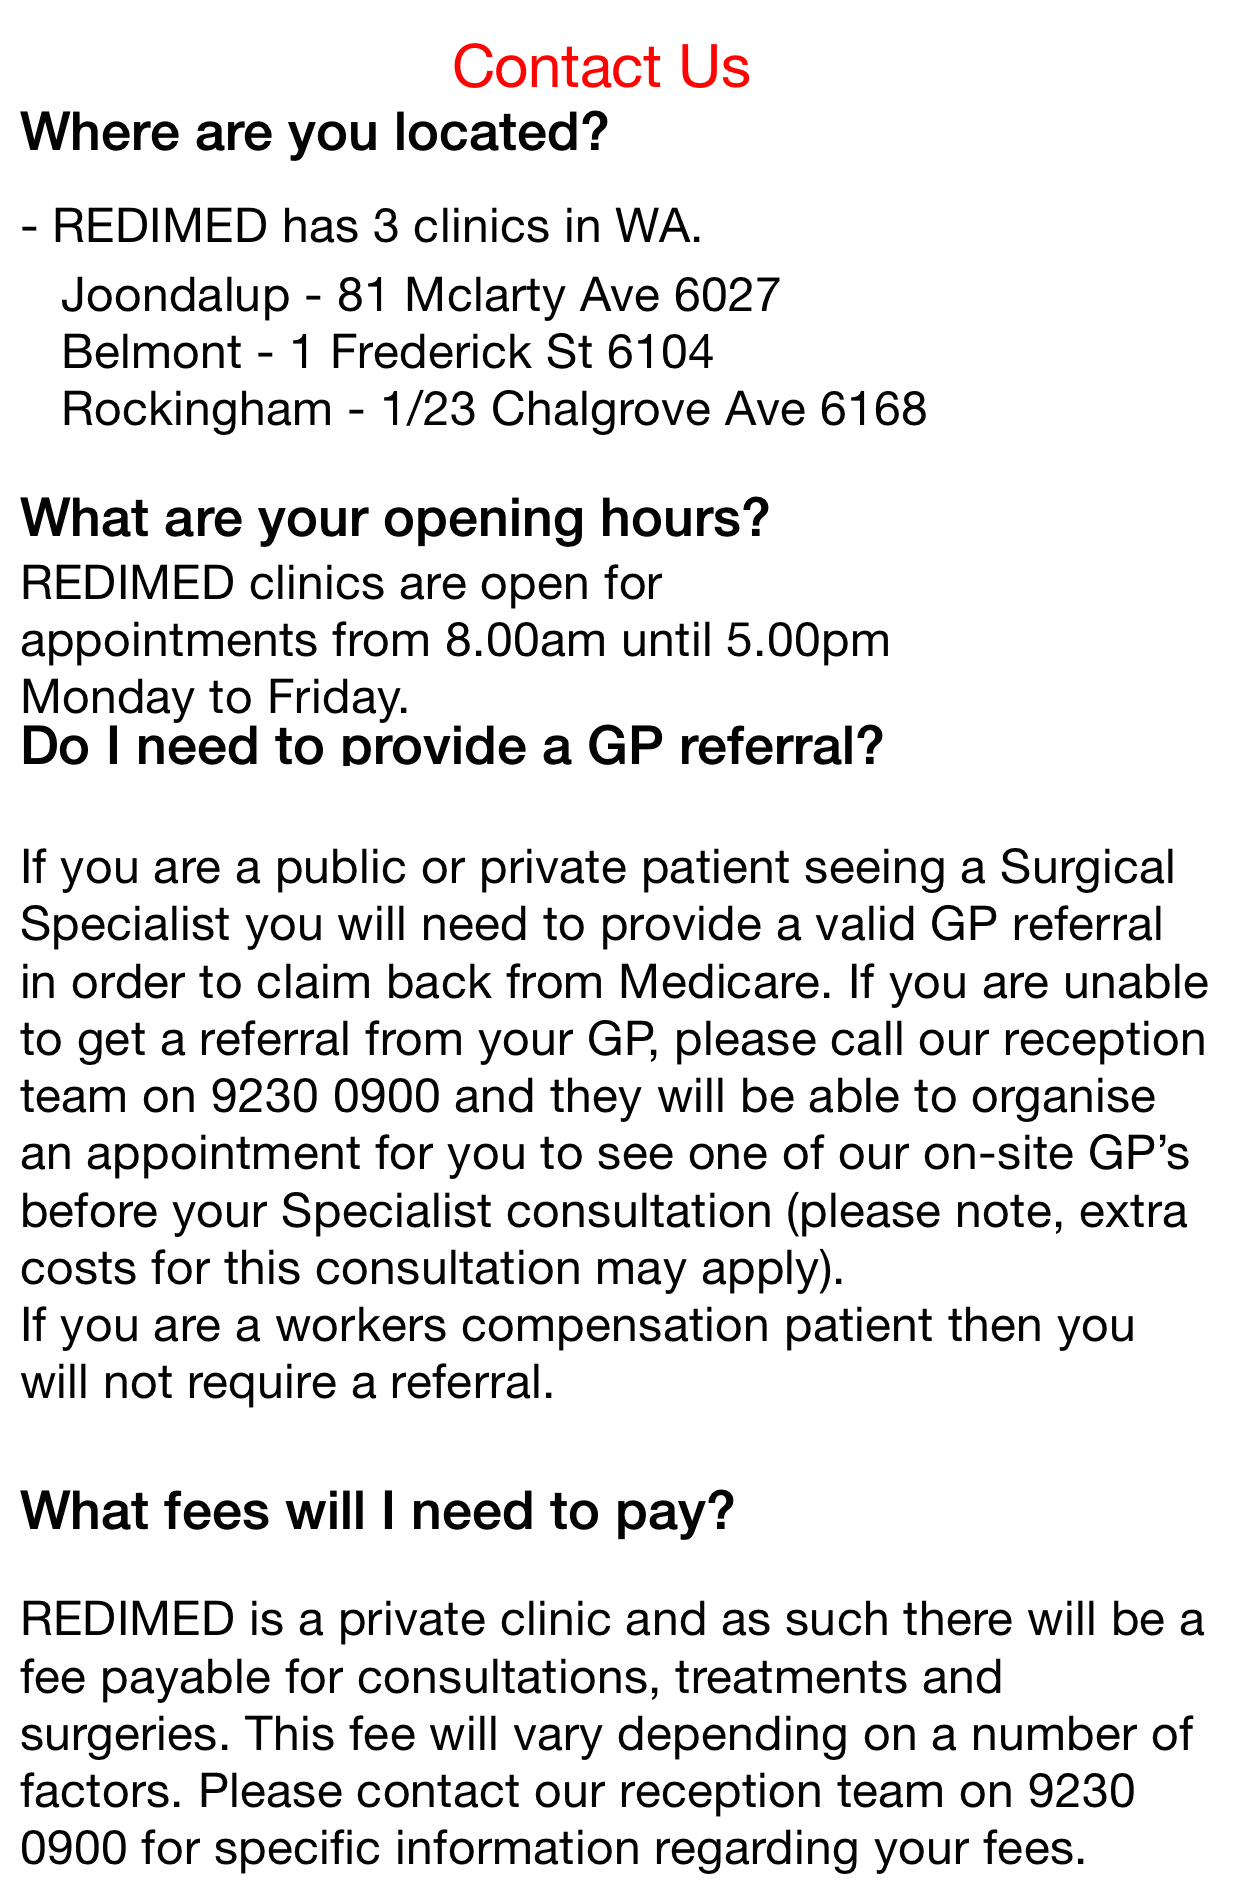 Contact Us
Where are you located?
- REDIMED has 3 clinics in WA.
Joondalup - 81 Mclarty Ave 6027
Belmont - 1 Frederick St 6104
Rockingham - 1/23 Chalgrove Ave 6168
What are your opening hours?
REDIMED clinics are open for
appointments from 8.00am until 5.00pm
Monday to Friday.
Do I need to provide a GP referral?
If you are a public or private patient seeing a Surgical
Specialist you will need to provide a valid GP referral
in order to claim back from Medicare. If you are unable
to get a referral from your GP, please call our reception
team on 9230 0900 and they will be able to organise
an appointment for you to see one of our on-site GP’s
before your Specialist consultation (please note, extra
costs for this consultation may apply).
If you are a workers compensation patient then you
will not require a referral.
What fees will I need to pay?
REDIMED is a private clinic and as such there will be a
fee payable for consultations, treatments and
surgeries. This fee will vary depending on a number of
factors. Please contact our reception team on 9230
0900 for specific information regarding your fees.